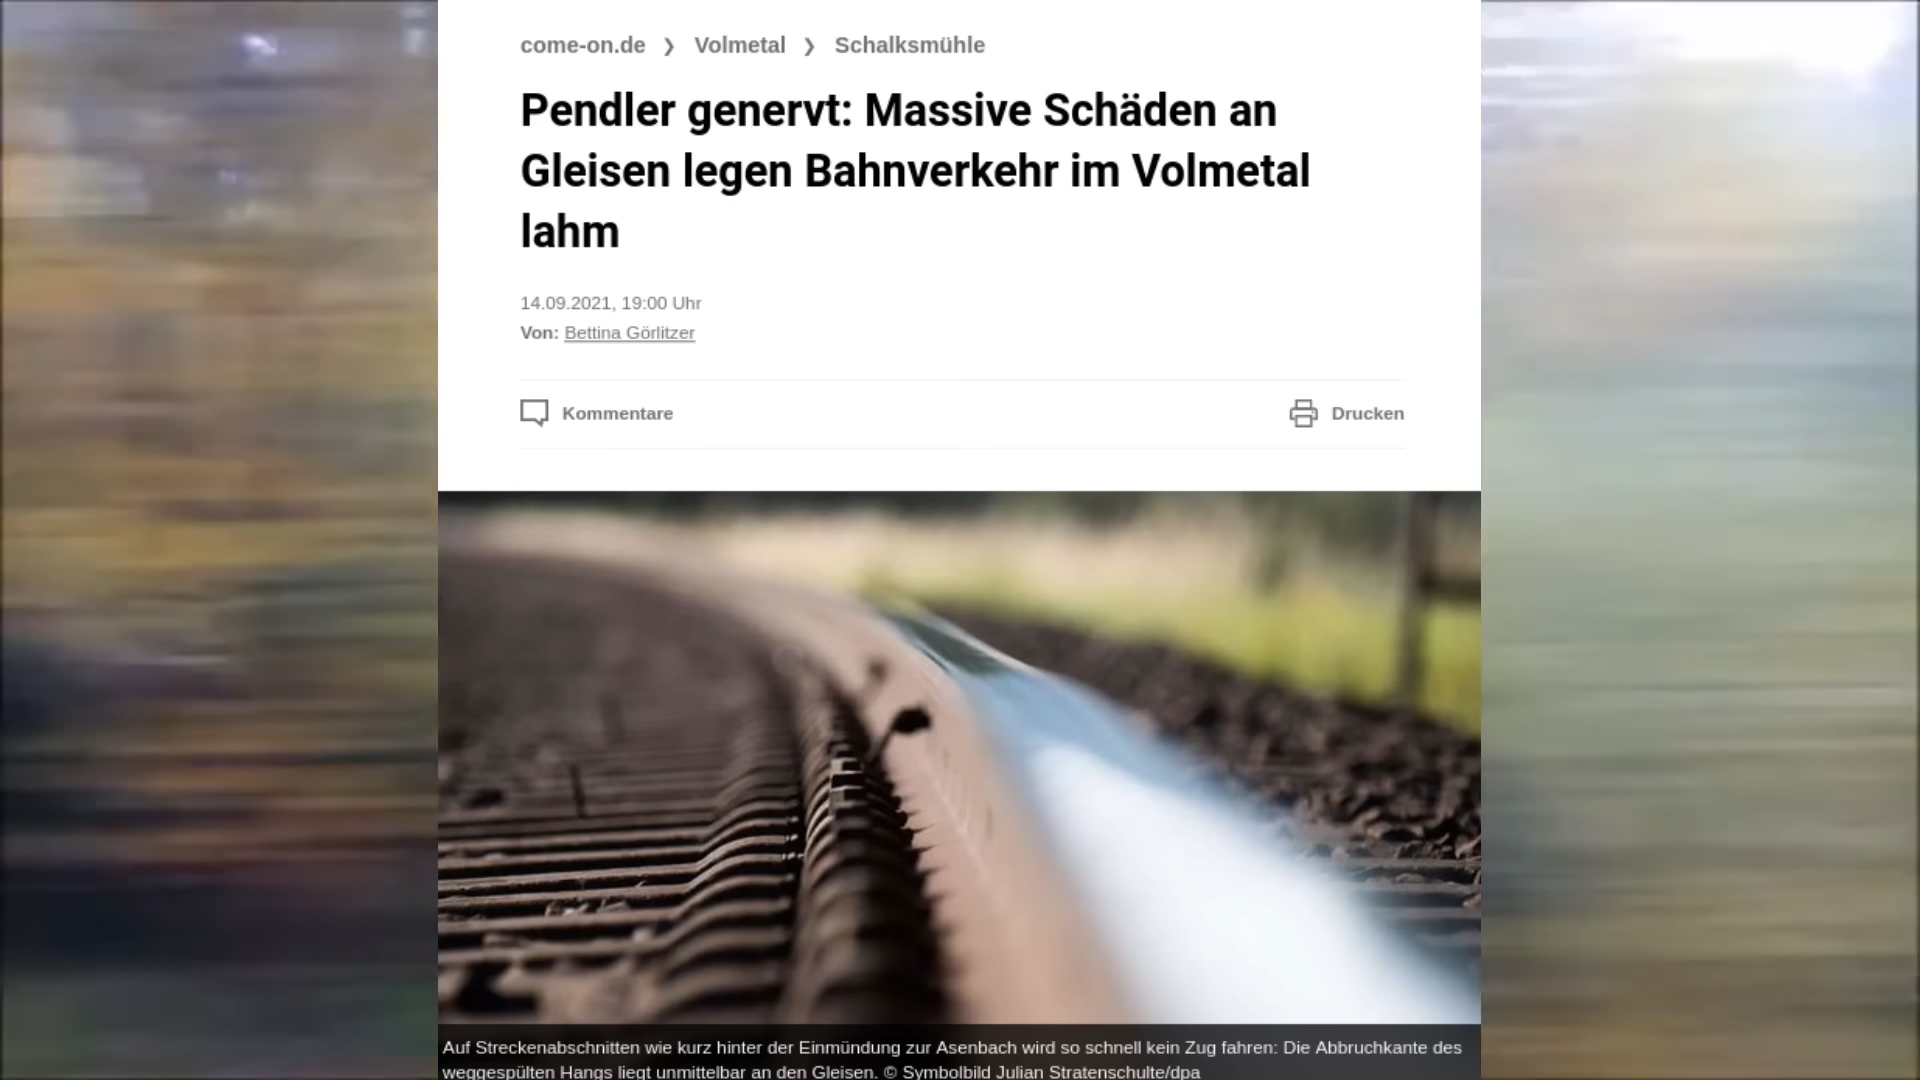 come-on.de ❯ Volmetal ❯ Schalksmühle
Pendler genervt: Massive Schäden an
Gleisen legen Bahnverkehr im Volmetal
lahm
14.09.2021, 19:00 Uhr
Von: Bettina Görlitzer
Kommentare
Drucken
Auf Streckenabschnitten wie kurz hinter der Einmündung zur Asenbach wird so schnell kein Zug fahren: Die Abbruchkante des
weggespülten Hangs liegt unmittelbar an den Gleisen. © Symbolbild Julian Stratenschulte/dpa